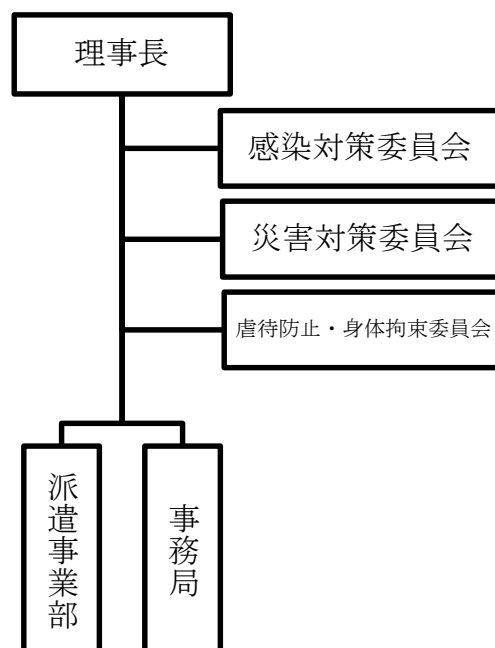 理事長
感染対策委員会
災害対策委員会
虐待防止・身体拘束委員会
派遣事業部
事務局